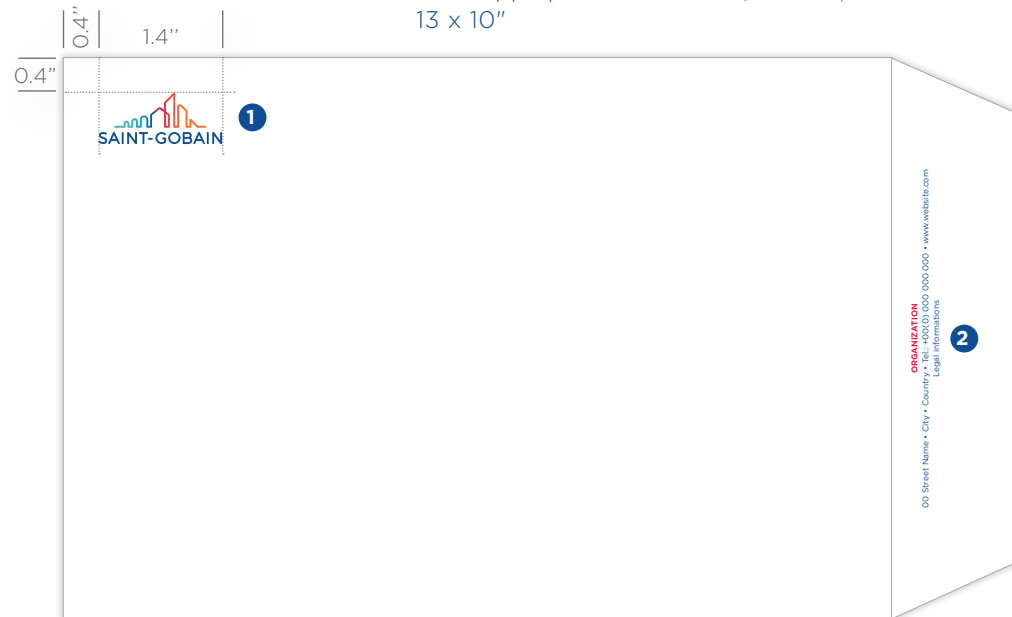 13 x 10"
0.4’’
1.4’’
0.4”
SAINT-GOBAIN
1
ORGANIZATION
00 Street Name • City • Country • Tel.: +00(0) 000 000 000 • www.website.com
Legal informations
2